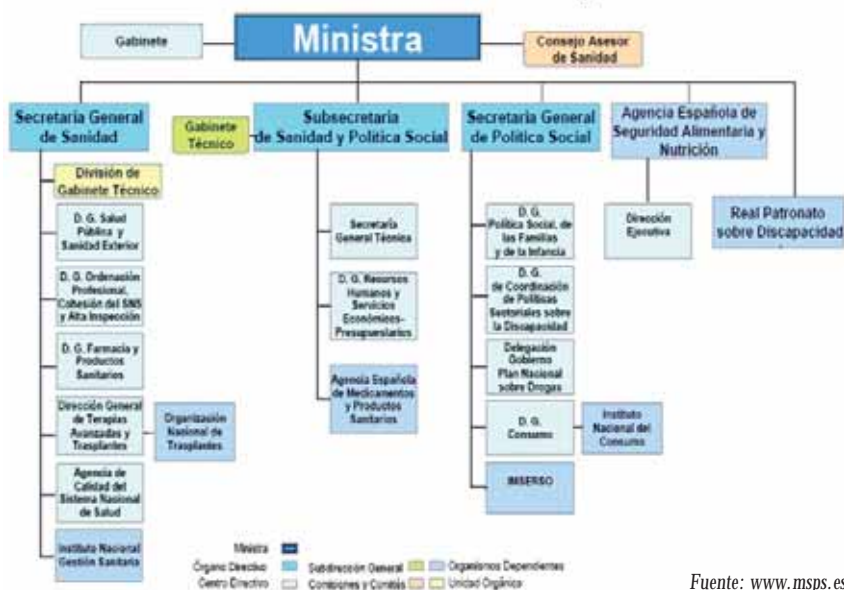 Ministra
Gabinete
Consejo Asesor
de Sanidad
Secretaría General
de Sanidad
Gabinete
Técnico
Subsecretaria
de Sanidad y Política Social
Secretaría General
de Política Social
Agencia Española de
Seguridad Alimentaria y
Nutrición
División de
Gabinete Técnico
D. G. Salud
Pública y
Sanidad Exterior
D. G. Ordenación
Profesional,
Cohesión del SNS
y Alta Inspección
D. G. Farmacia y
Productos
Sanitarios
Dirección General
de Terapias
Avanzadas y
Trasplantes
Organización
Nacional de
Trasplantes
Agencia de
Calidad del
Sistema Nacional
de Salud
Instituto Nacional
Gestión Sanitaria
Secretaría
General Técnica
D. G. Recursos
Humanos y
Servicios
Económicos-
Presupuestarios
Agencia Española
de Medicamentos
y Productos
Sanitarios
D. G.
Política Social, de
las Familias
y de la Infancia
D. G.
de Coordinación
de Políticas
Sectoriales sobre
la Discapacidad
Delegación
Gobierno
Plan Nacional
sobre Drogas
D. G.
Consumo
Instituto
Nacional del
Consumo
IMSERSO
Dirección
Ejecutiva
Real Patronato
sobre Discapacidad
Ministra
Órgano Directivo
Subdirección General
Organismos Dependientes
Centro Directivo
Comisiones y Comités
Unidad Orgánica
Fuente: www.msps.es